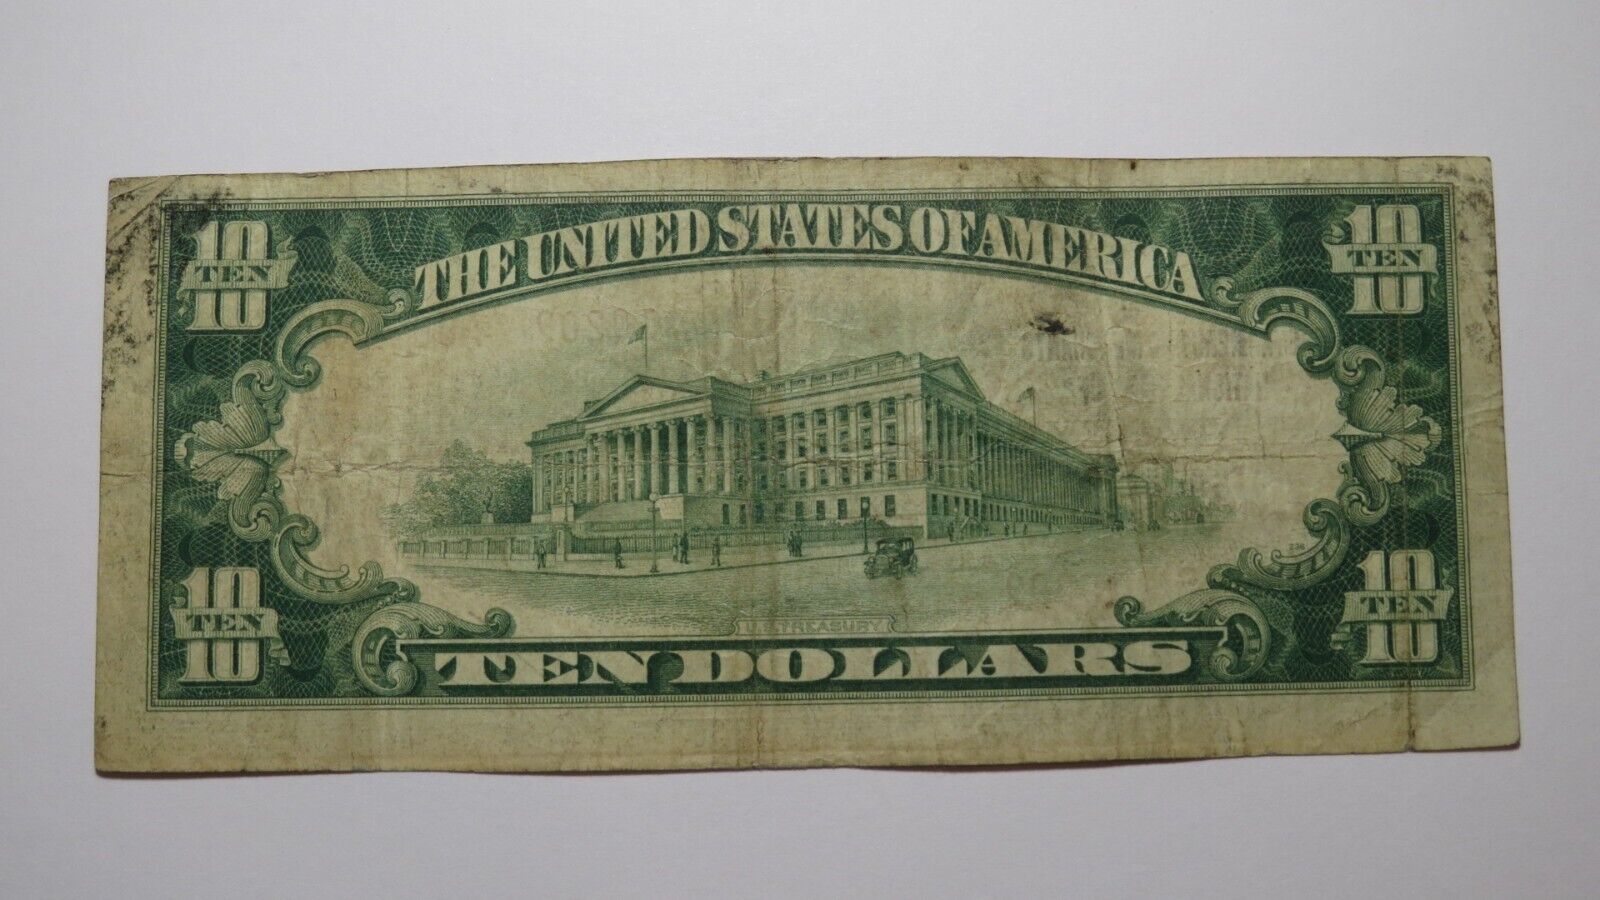 10 TEN 10
THE UNITED STATES OF AMERICA
10 TEN 10
236
10 TEN 10
U.S. TREASURY
10 TEN 10
TEN DOLLARS